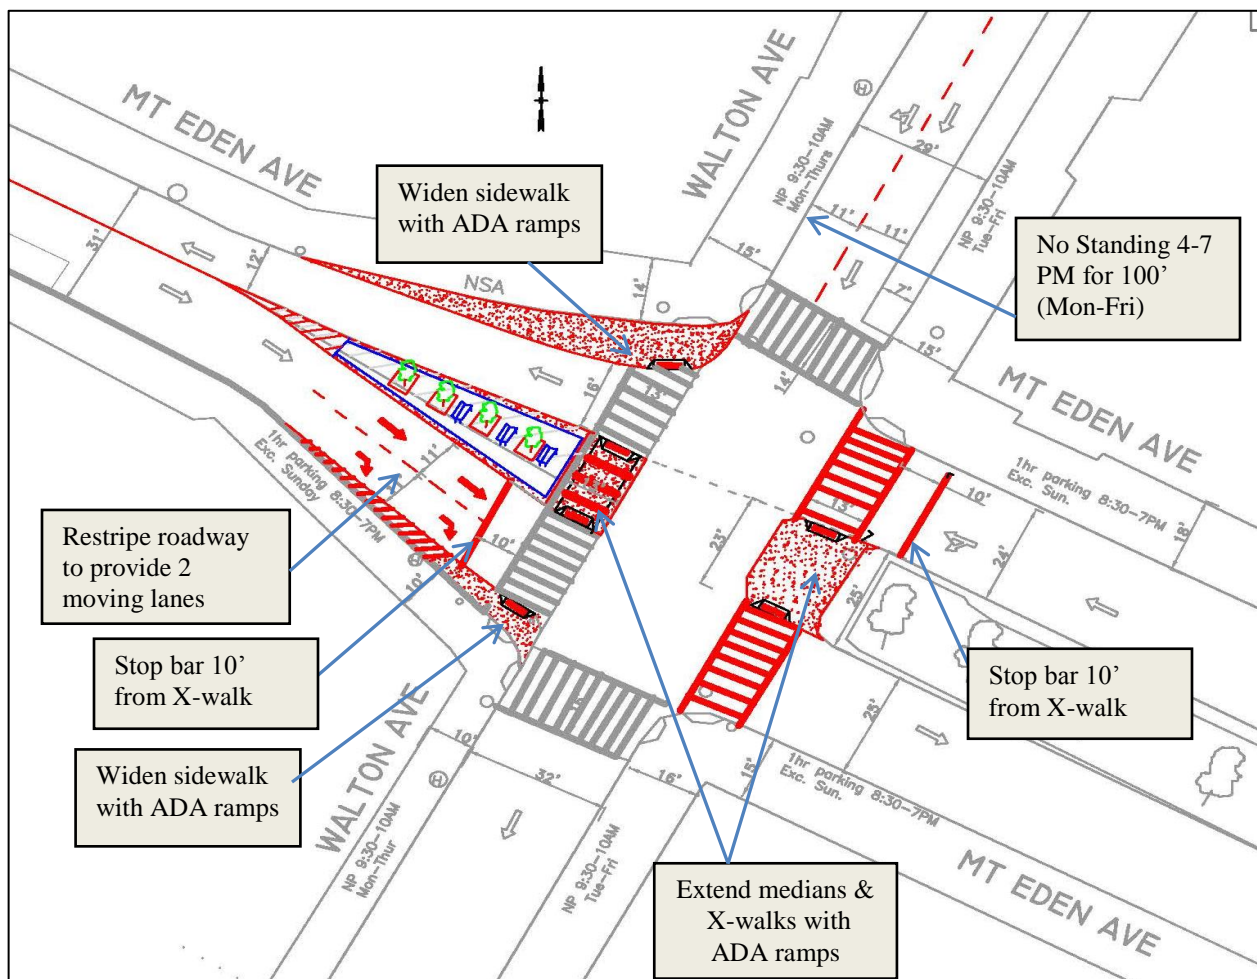 MT EDEN AVE
WALTON AVE
Widen sidewalk
with ADA ramps
No Standing 4-7
PM for 100'
(Mon-Fri)
NP 9:30-10AM
Mon-Thurs
NP 9:30-10AM
Tue-Fri
29'
11'
11'
7'
15'
15'
31'
12'
NSA
14'
16'
13'
14'
MT EDEN AVE
1hr parking 8:30-7PM
Exc. Sun.
18'
10'
13'
24'
23'
25'
11'
10'
1hr parking 8:30-7PM
Exc. Sunday
10'
Restripe roadway
to provide 2
moving lanes
Stop bar 10'
from X-walk
Widen sidewalk
with ADA ramps
Stop bar 10'
from X-walk
25'
H
H
H
WALTON AVE
10'
32'
16'
15'
NP 9:30-10AM
Mon-Thur
NP 9:30-10AM
Tue-Fri
1hr parking 8:30-7PM
Exc. Sun.
MT EDEN AVE
Extend medians &
X-walks with
ADA ramps